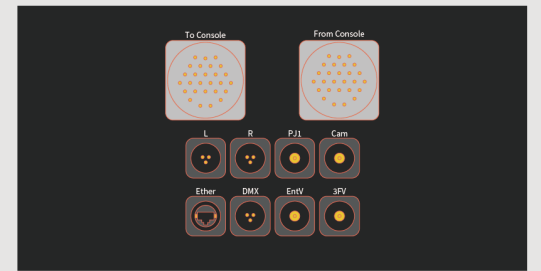 To Console From Console
L R PJ1 Cam
Ether DMX EntV 3FV